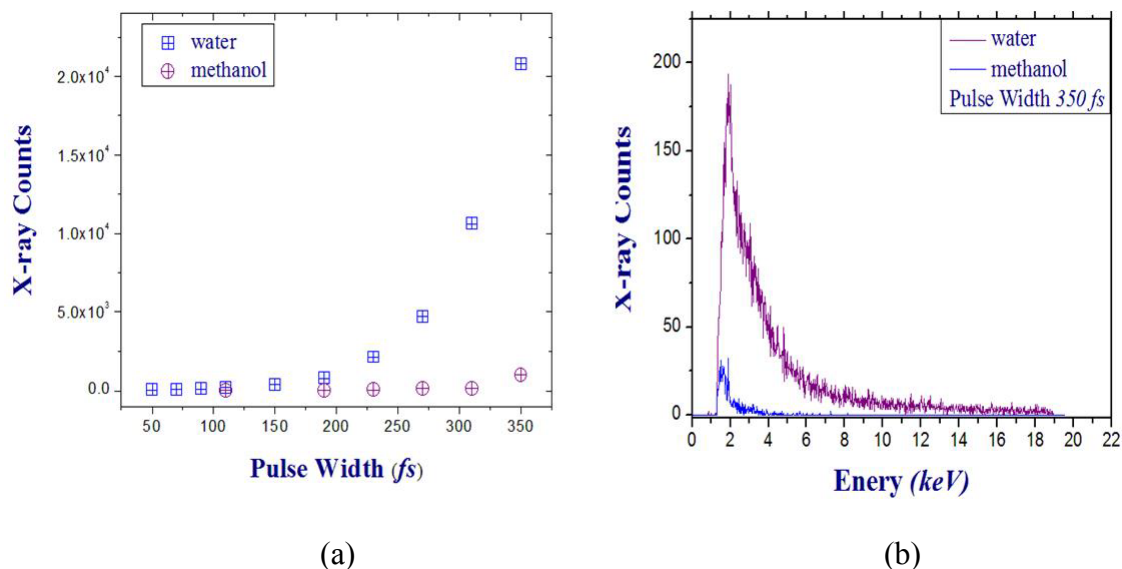 water
methanol
2.0x10⁴
1.5x10⁴
1.0x10⁴
5.0x10³
0.0
X-ray Counts
50 100 150 200 250 300 350
Pulse Width (fs)
(a)
water
methanol
Pulse Width 350 fs
200
150
100
50
0
X-ray Counts
0 2 4 6 8 10 12 14 16 18 20 22
Enery (keV)
(b)